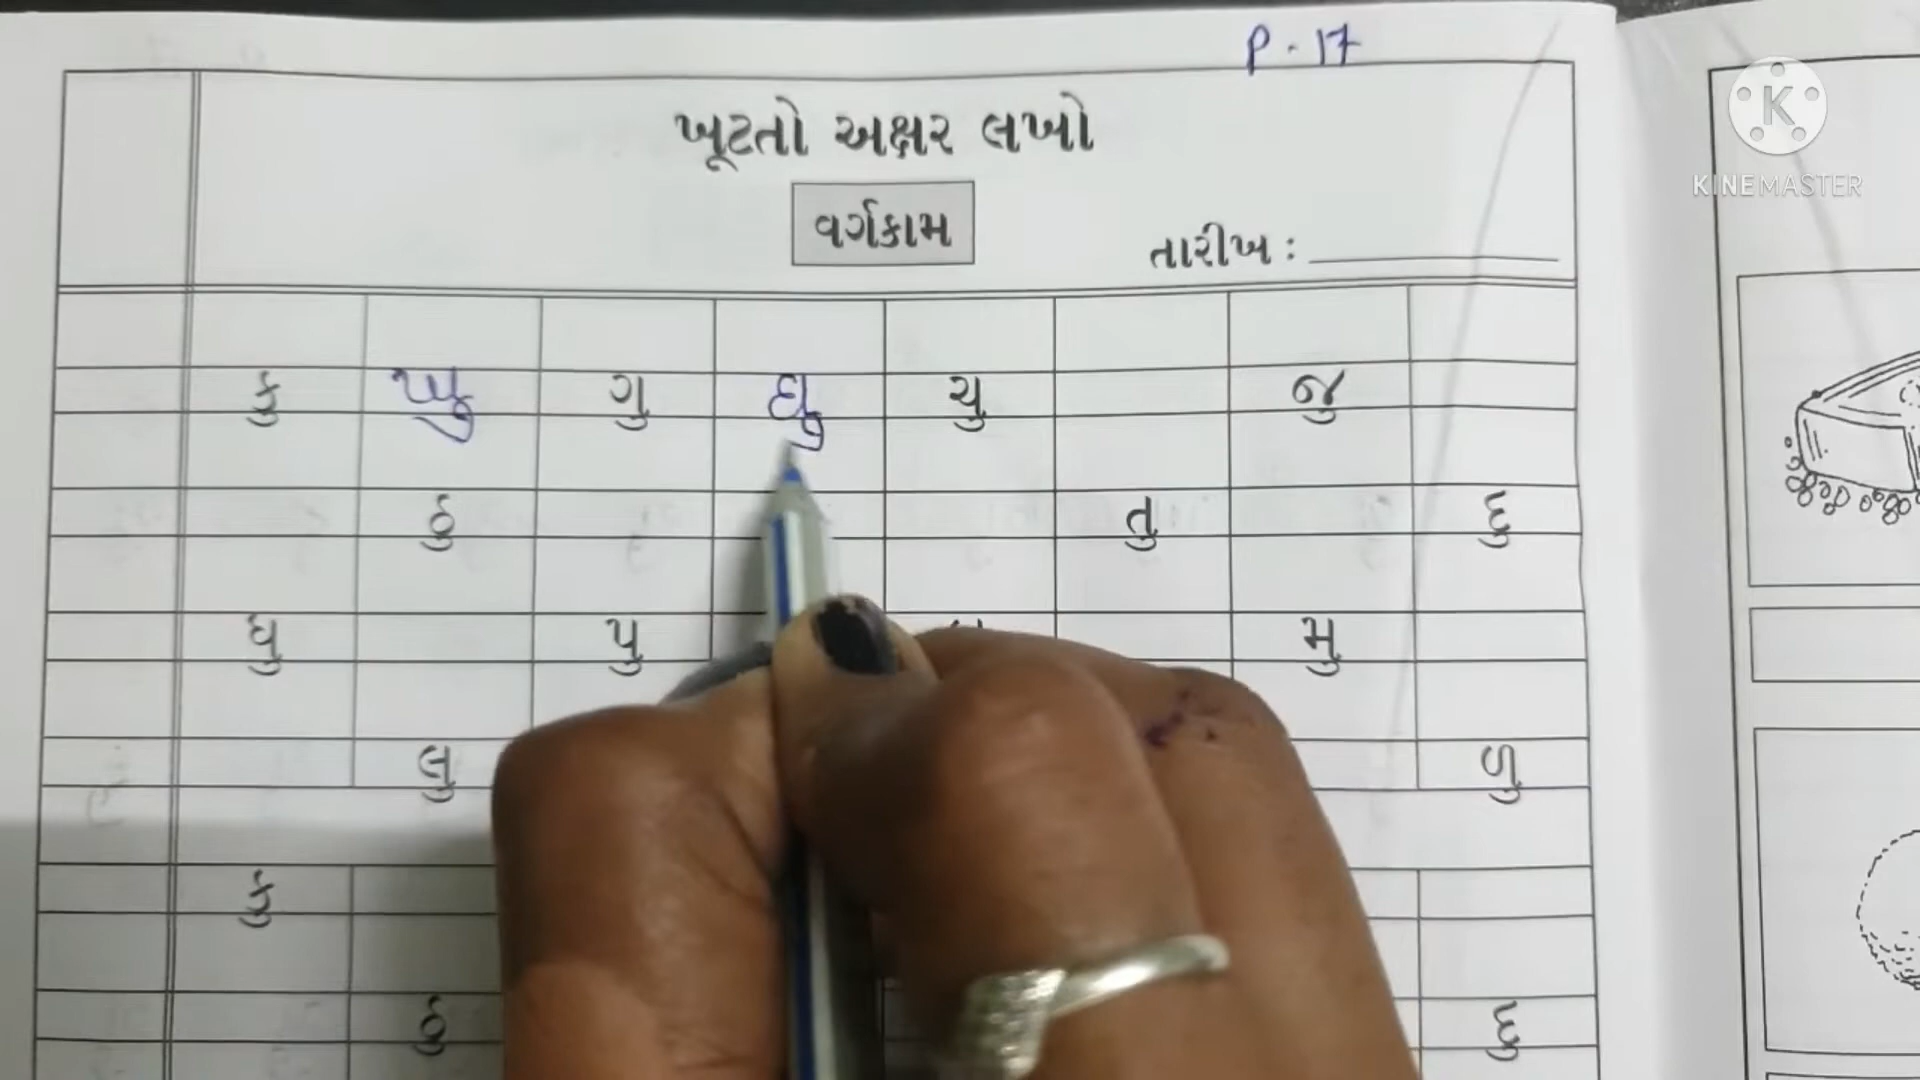 P - 17
ખૂટતો અક્ષર લખો
વર્ગકામ
તારીખ :
કુ ખુ ગુ ઘુ ચુ જુ
ઠુ તુ થુ
ધુ પુ મુ
લુ ળુ
કુ
ઠુ થુ
KINEMASTER